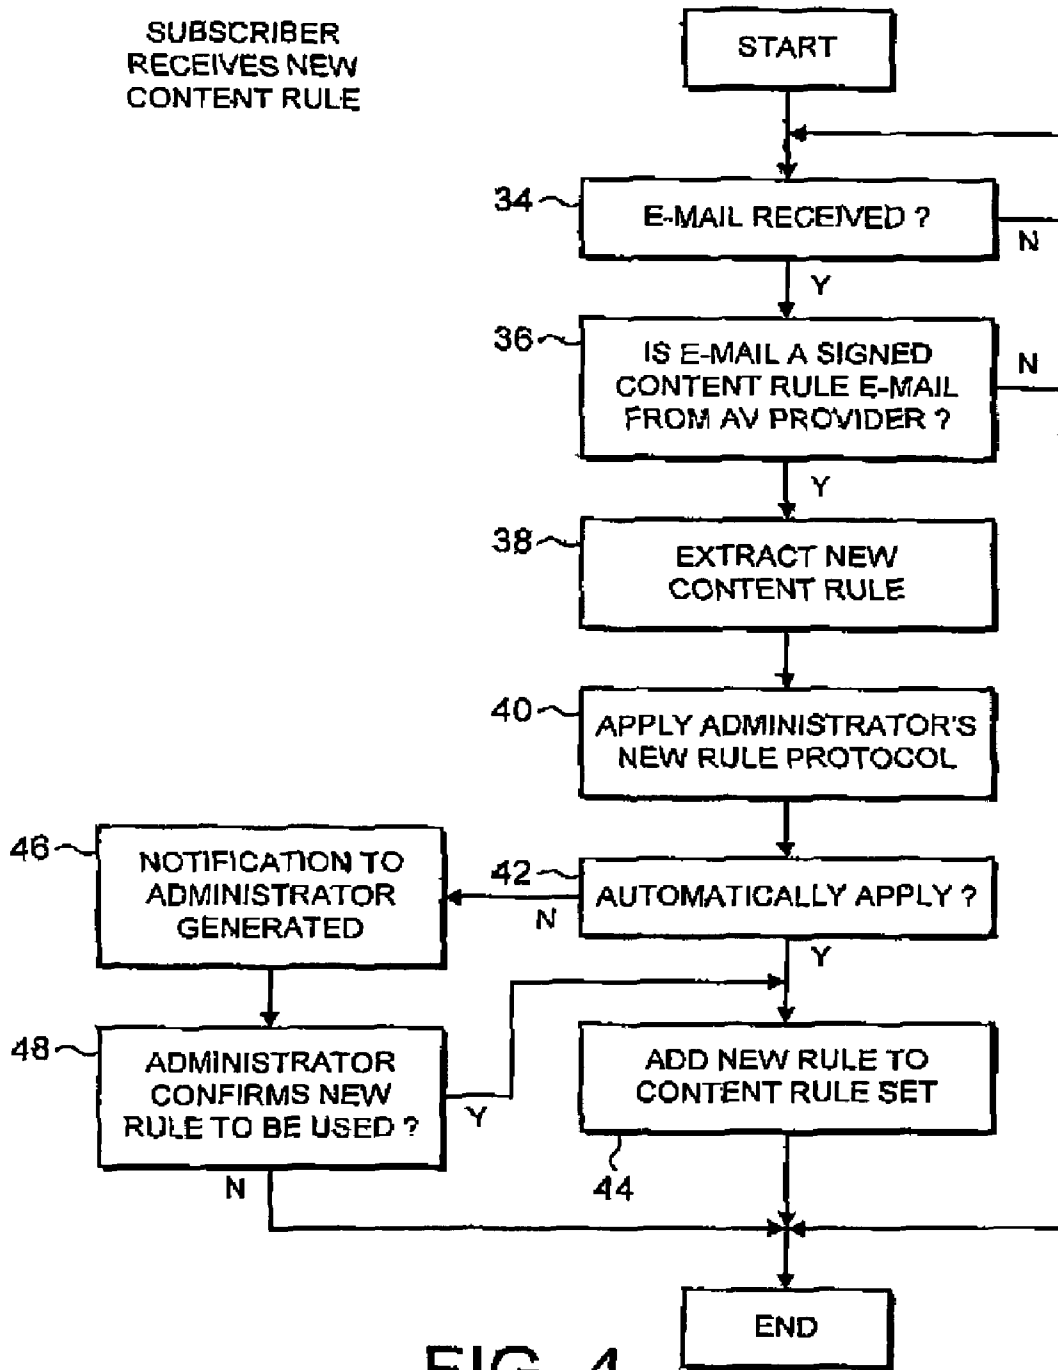 SUBSCRIBER
RECEIVES NEW
CONTENT RULE
START
34
E-MAIL RECEIVED ?
N
Y
36
IS E-MAIL A SIGNED
CONTENT RULE E-MAIL
FROM AV PROVIDER ?
N
Y
38
EXTRACT NEW
CONTENT RULE
40
APPLY ADMINISTRATOR'S
NEW RULE PROTOCOL
46
NOTIFICATION TO
ADMINISTRATOR
GENERATED
42
AUTOMATICALLY APPLY ?
N
Y
48
ADMINISTRATOR
CONFIRMS NEW
RULE TO BE USED ?
Y
N
ADD NEW RULE TO
CONTENT RULE SET
44
END
FIG. 4